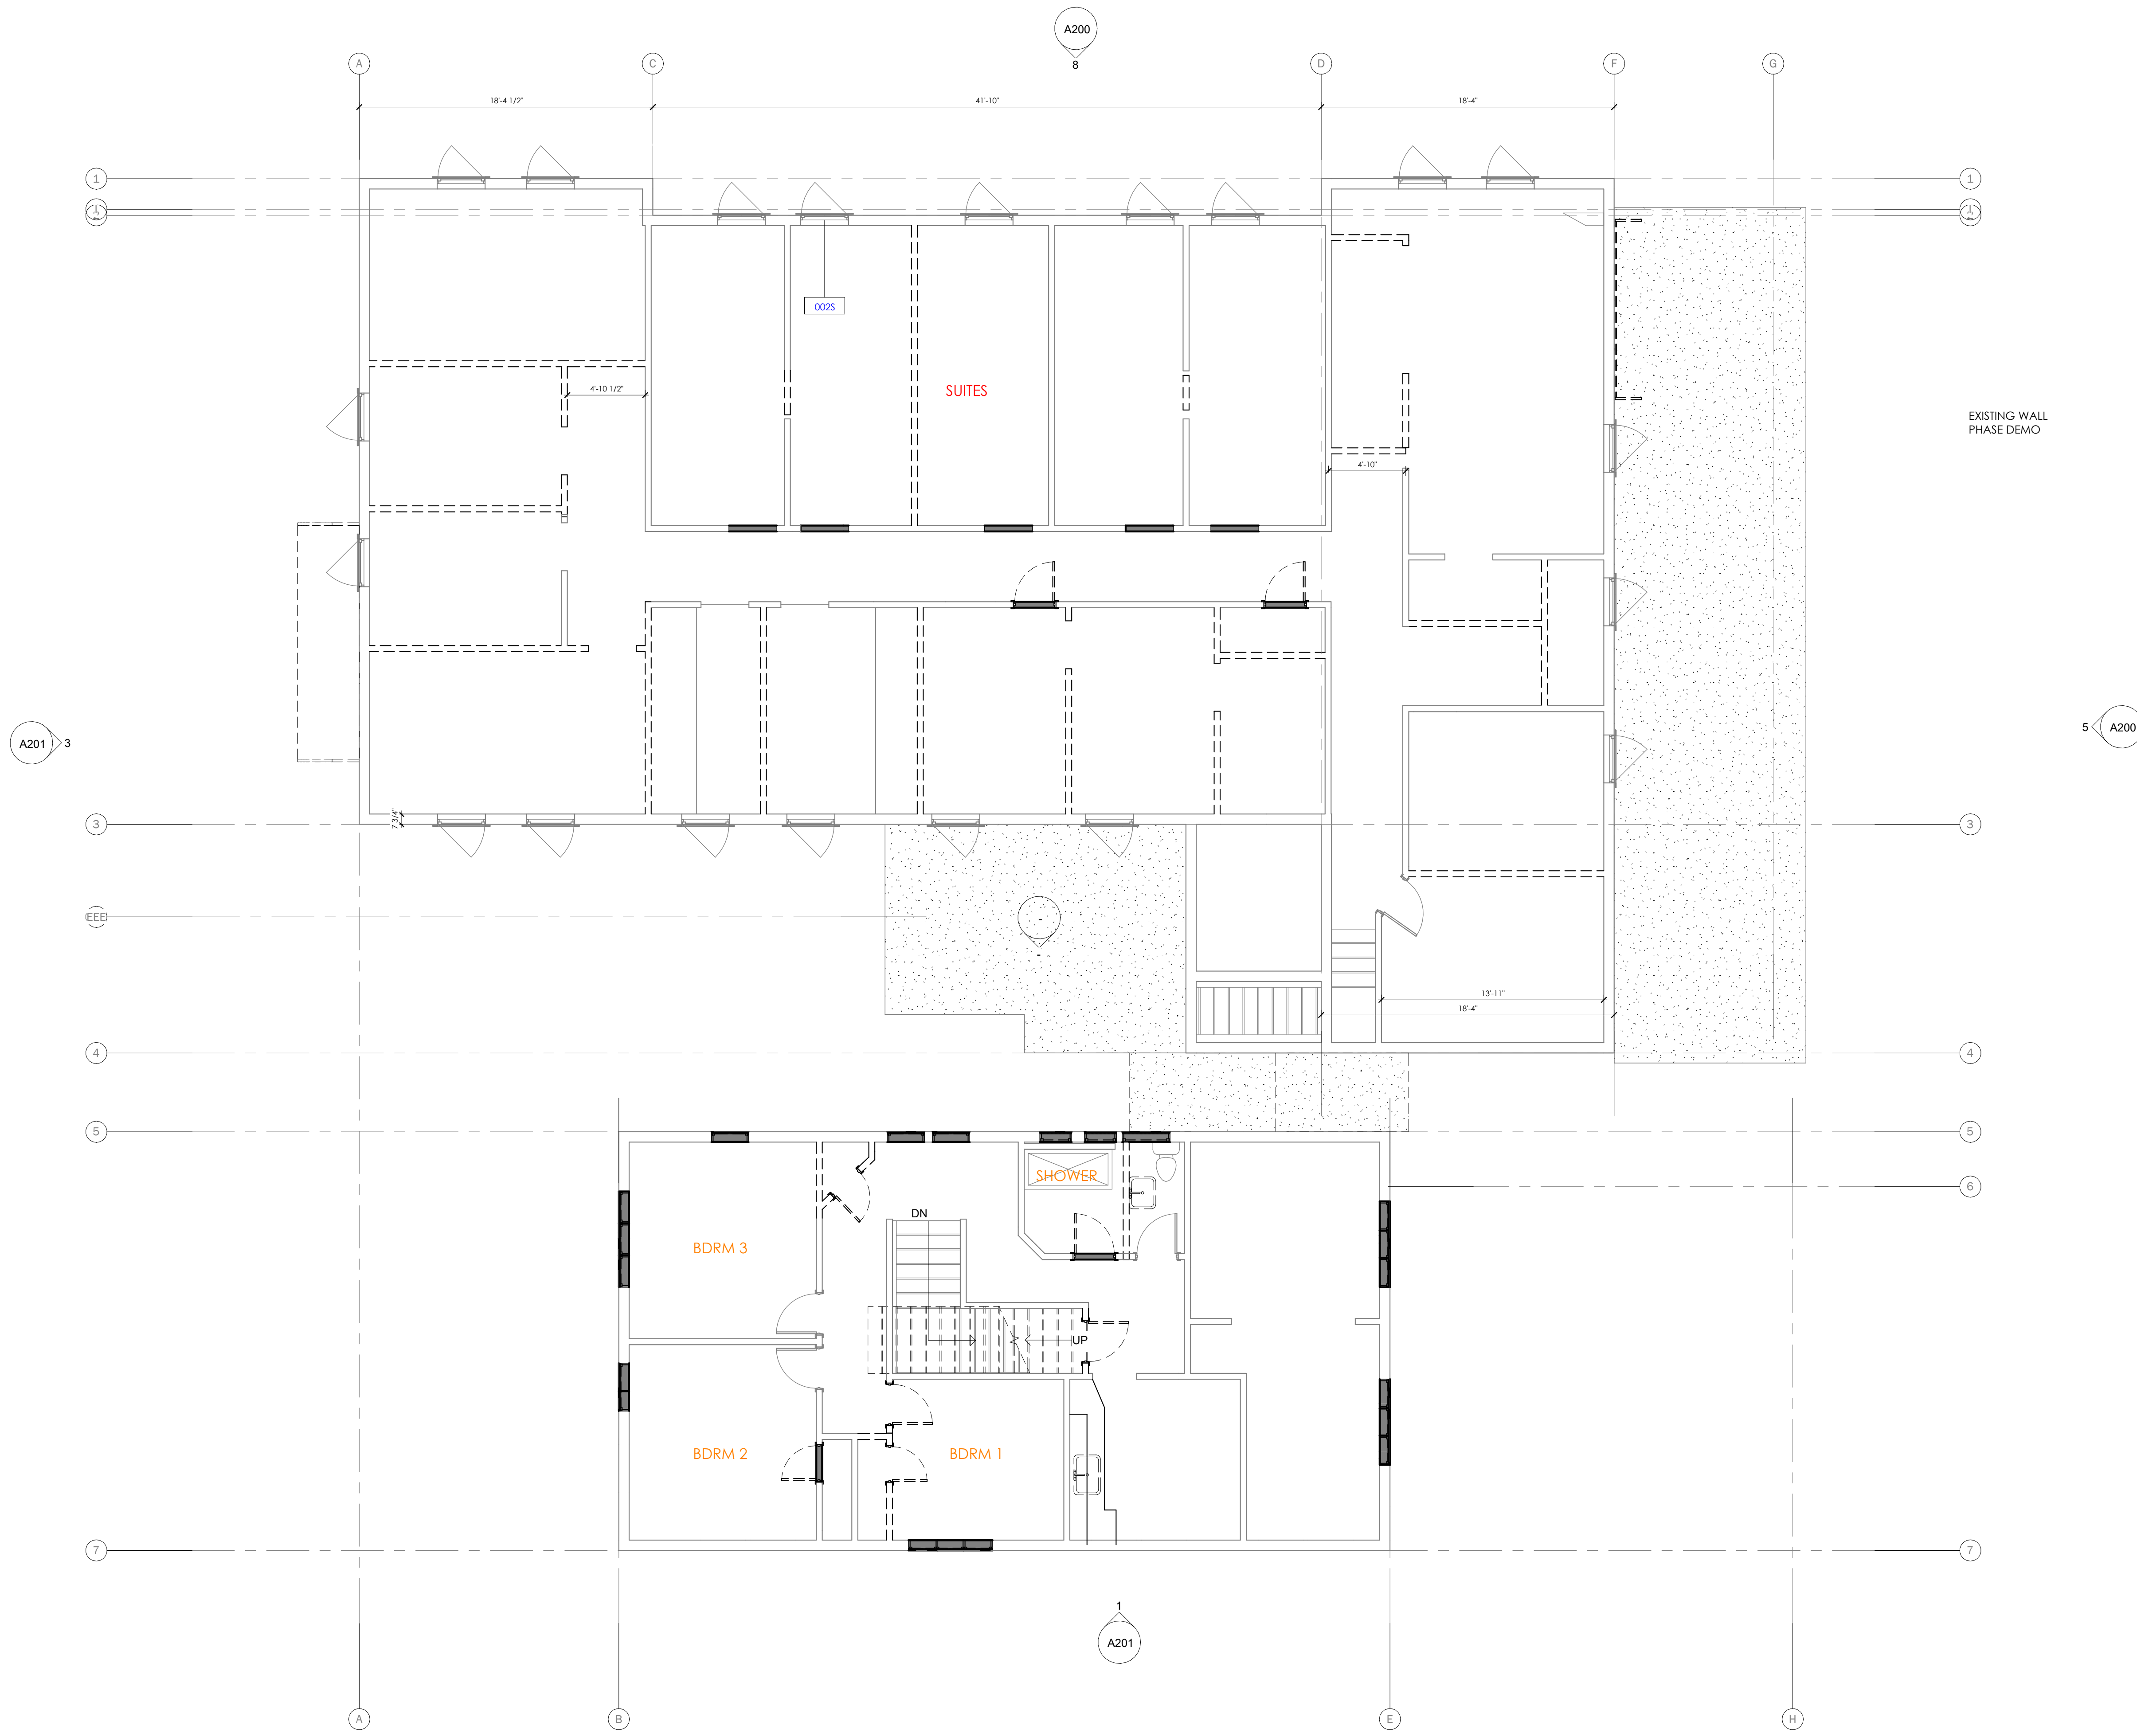 A200
8
A
C
D
F
G
18'-4 1/2"
41'-10"
18'-4"
1
1
002S
4'-10 1/2"
SUITES
EXISTING WALL
PHASE DEMO
4'-10"
A201
3
5
A200
7 3/4"
3
3
EEE
-
-
13'-11"
18'-4"
4
4
5
5
SHOWER
6
DN
BDRM 3
UP
BDRM 2
BDRM 1
7
7
1
A201
A
B
E
H